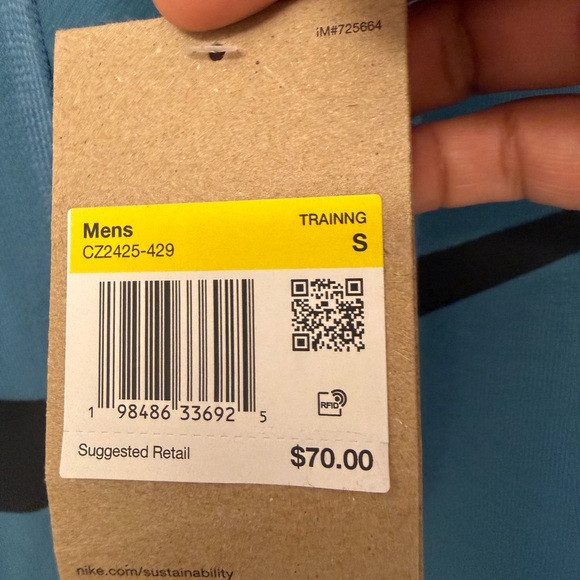 iM#725664
Mens
TRAINNG
CZ2425-429
S
RFID
1 98486 33692 5
Suggested Retail
$70.00
nike.com/sustainability